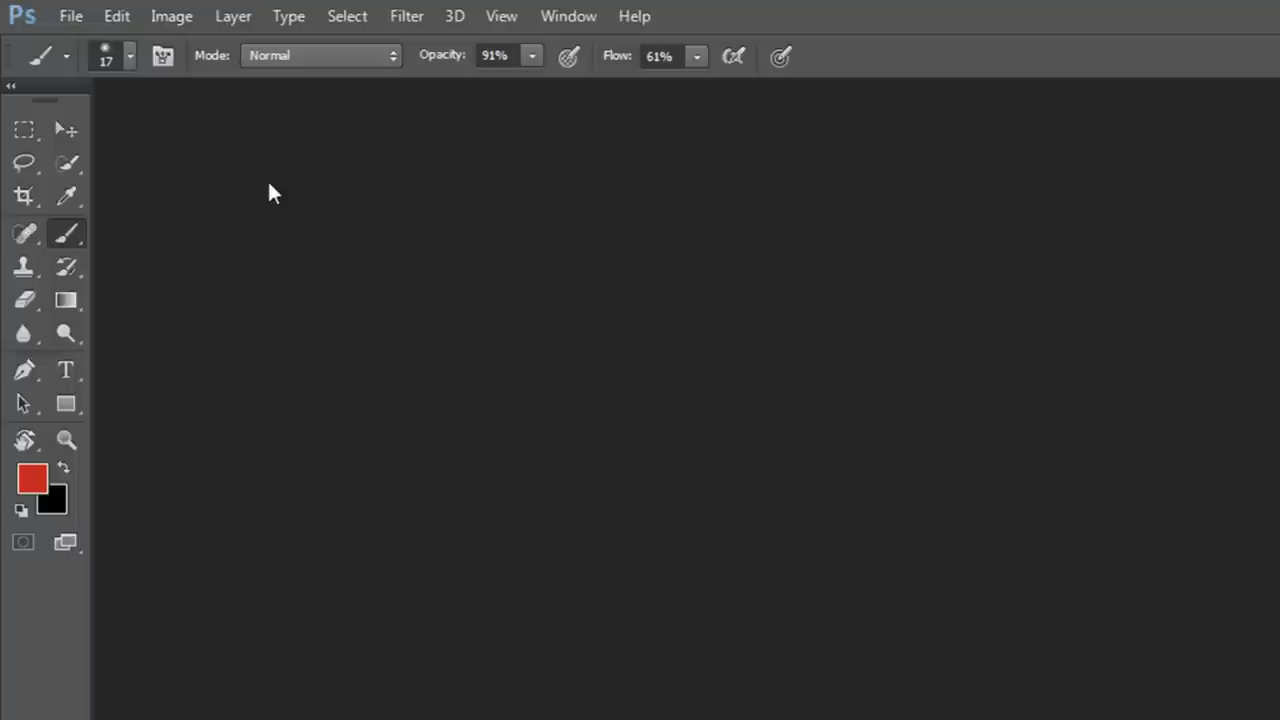 Ps File Edit Image Layer Type Select Filter 3D View Window Help
17 Mode: Normal Opacity: 91% Flow: 61%
T